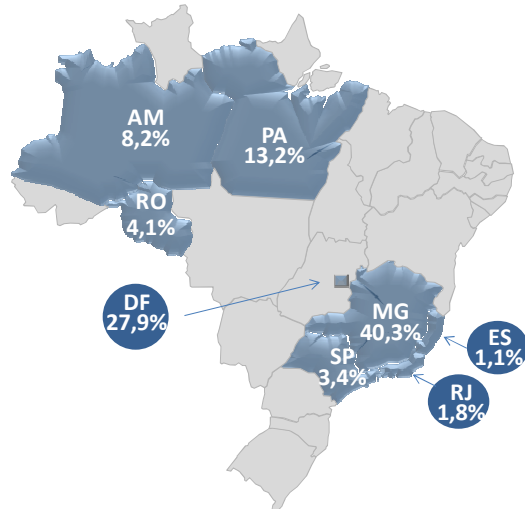 AM
8,2%
PA
13,2%
RO
4,1%
DF
27,9%
MG
40,3%
ES
1,1%
SP
3,4%
RJ
1,8%